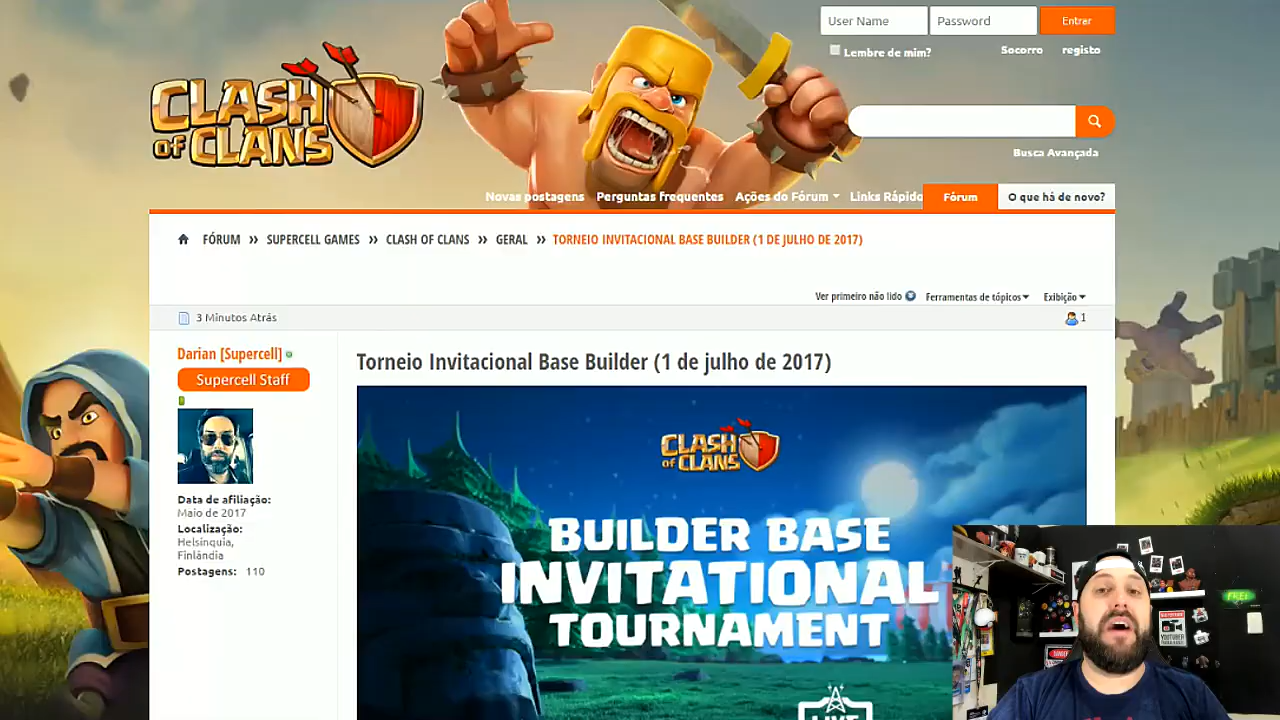 User Name
Password
Entrar
Lembre de mim?
Socorro
registo
CLASH
OF CLANS
Busca Avançada
Novas postagens
Perguntas frequentes
Ações do Fórum
Links Rápido
Fórum
O que há de novo?
FÓRUM » SUPERCELL GAMES » CLASH OF CLANS » GERAL » TORNEIO INVITACIONAL BASE BUILDER (1 DE JULHO DE 2017)
Ver primeiro não lido
Ferramentas de tópicos
Exibição
3 Minutos Atrás
1
Darian [Supercell]
Supercell Staff
Data de afiliação:
Maio de 2017
Localização:
Helsínquia,
Finlândia
Postagens: 110
Torneio Invitacional Base Builder (1 de julho de 2017)
CLASH
OF CLANS
BUILDER BASE
INVITATIONAL
TOURNAMENT
LIVE